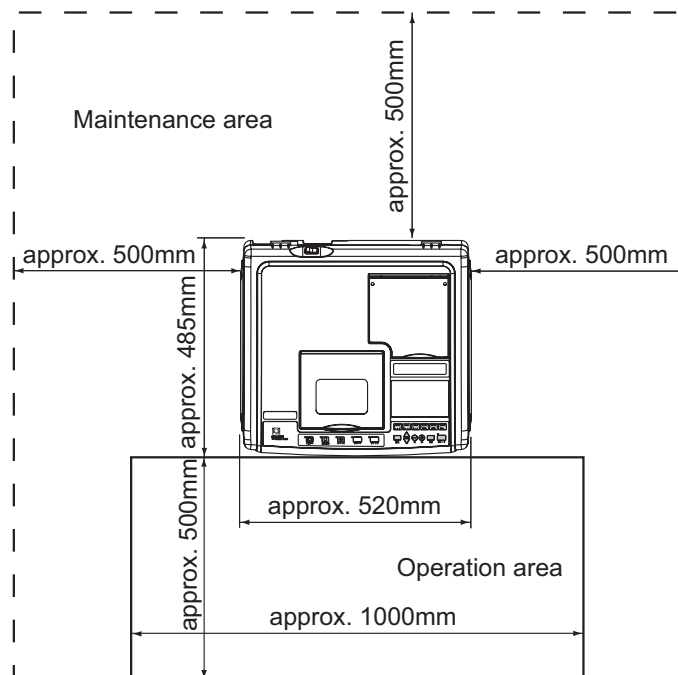 approx. 500mm
Maintenance area
approx. 500mm
approx. 500mm
approx. 485mm
approx. 500mm
approx. 520mm
Operation area
approx. 1000mm